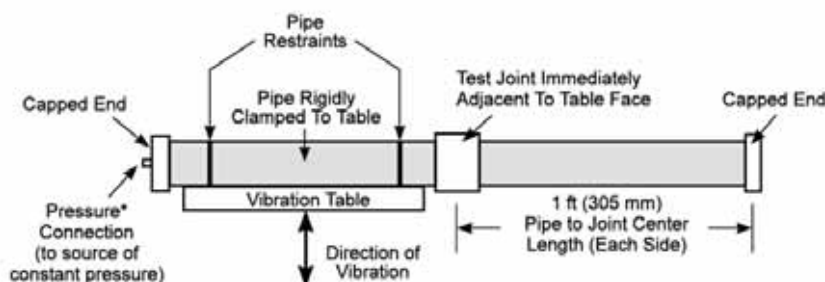 Pipe
Restraints
Capped End
Pipe Rigidly
Clamped To Table
Test Joint Immediately
Adjacent To Table Face
Capped End
Vibration Table
Pressure*
Connection
(to source of
constant pressure)
Direction of
Vibration
1 ft (305 mm)
Pipe to Joint Center
Length (Each Side)